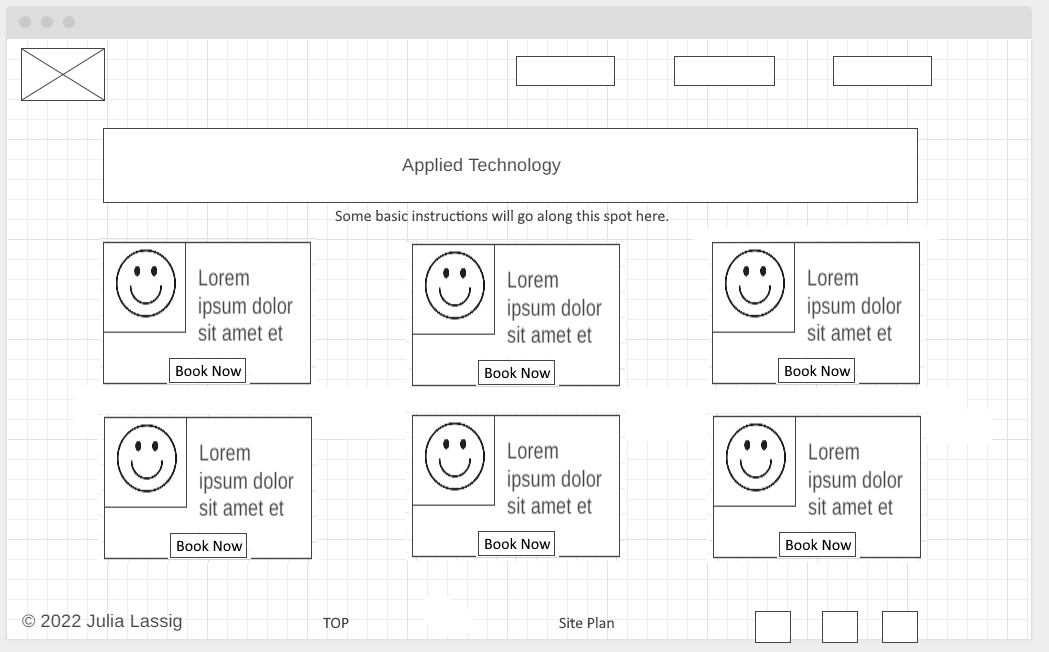 Applied Technology
Some basic instructions will go along this spot here.
Lorem
ipsum dolor
sit amet et
Book Now
Lorem
ipsum dolor
sit amet et
Book Now
Lorem
ipsum dolor
sit amet et
Book Now
Lorem
ipsum dolor
sit amet et
Book Now
Lorem
ipsum dolor
sit amet et
Book Now
Lorem
ipsum dolor
sit amet et
Book Now
© 2022 Julia Lassig
TOP
Site Plan